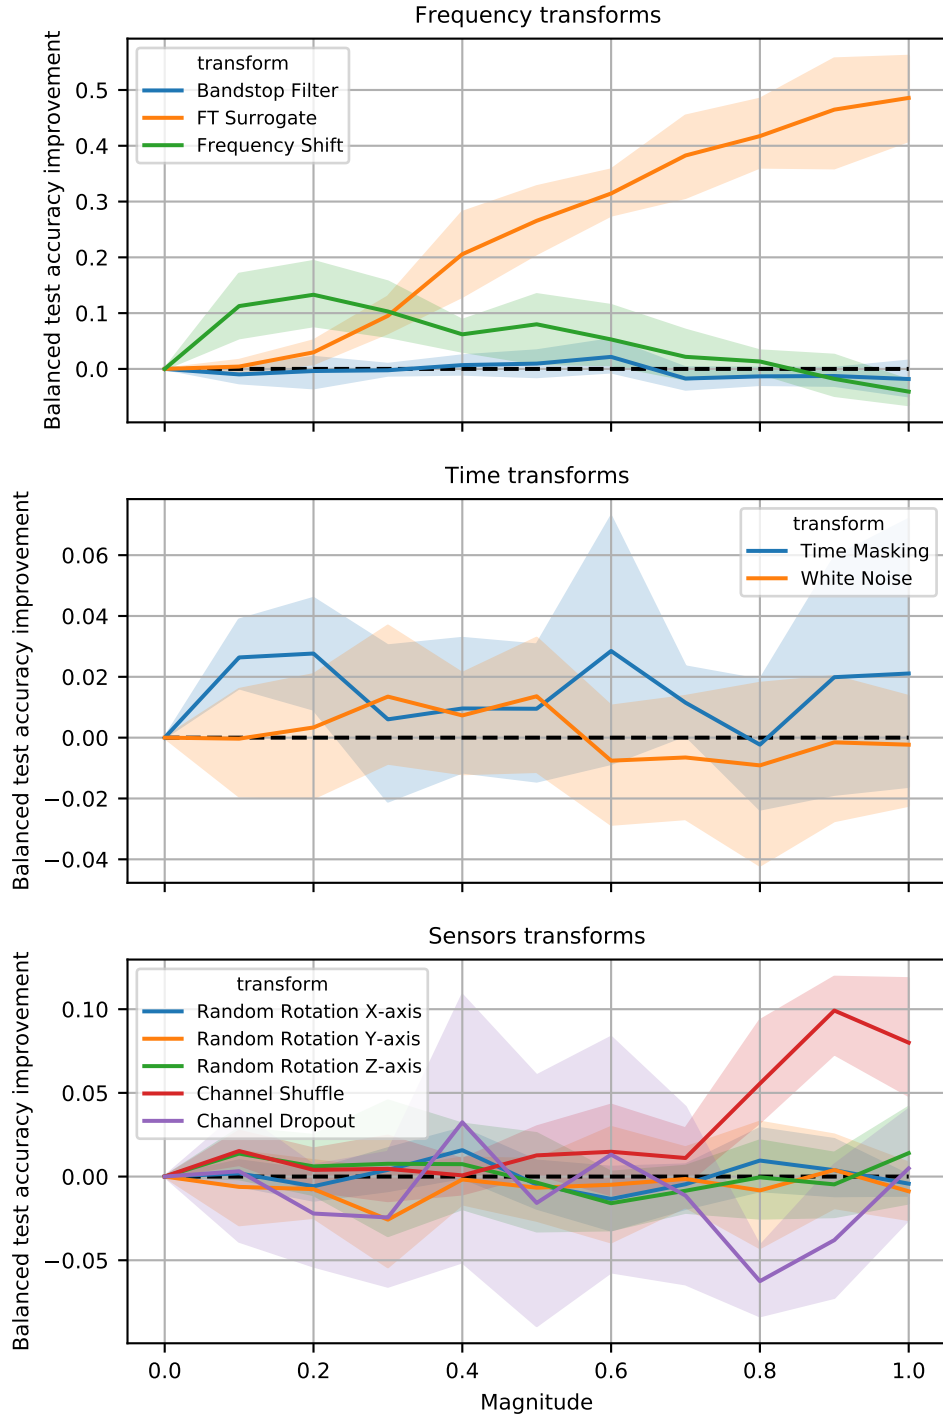 Frequency transforms
Balanced test accuracy improvement
transform
Bandstop Filter
FT Surrogate
Frequency Shift
0.5
0.4
0.3
0.2
0.1
0.0
Time transforms
Balanced test accuracy improvement
transform
Time Masking
White Noise
0.06
0.04
0.02
0.00
−0.02
−0.04
Sensors transforms
Balanced test accuracy improvement
transform
Random Rotation X-axis
Random Rotation Y-axis
Random Rotation Z-axis
Channel Shuffle
Channel Dropout
0.10
0.05
0.00
−0.05
0.0 0.2 0.4 0.6 0.8 1.0
Magnitude